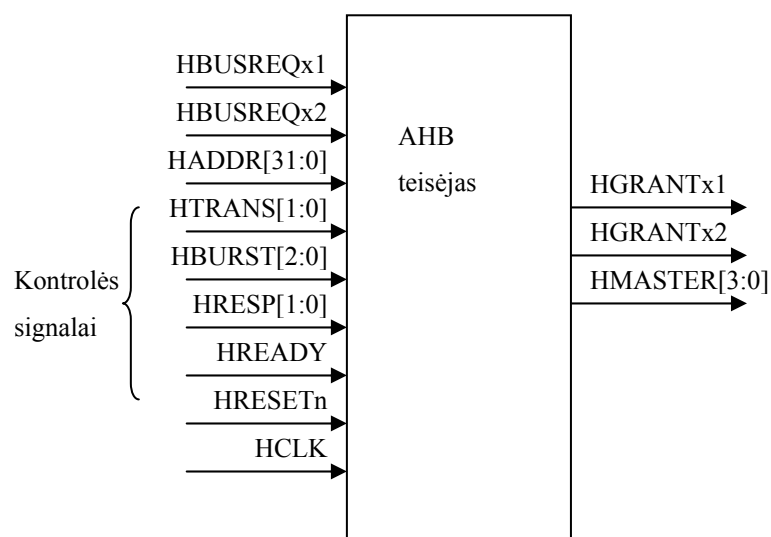 HBUSREQx1
HBUSREQx2
HADDR[31:0]
HTRANS[1:0]
HBURST[2:0]
HRESP[1:0]
HREADY
HRESETn
HCLK
Kontrolės
signalai
AHB
teisėjas
HGRANTx1
HGRANTx2
HMASTER[3:0]